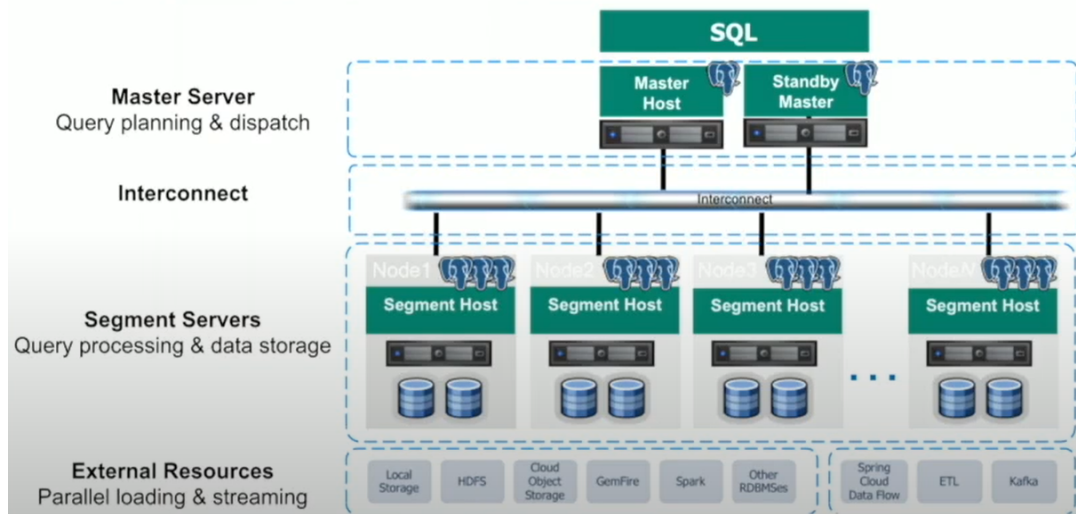 SQL
Master Server
Query planning & dispatch
Master
Host
Standby
Master
Interconnect
Interconnect
Node1
Node2
Node3
NodeN
Segment Servers
Query processing & data storage
Segment Host
Segment Host
Segment Host
Segment Host
External Resources
Parallel loading & streaming
Local
Storage
HDFS
Cloud
Object
Storage
GemFire
Spark
Other
RDBMSes
Spring
Cloud
Data Flow
ETL
Kafka